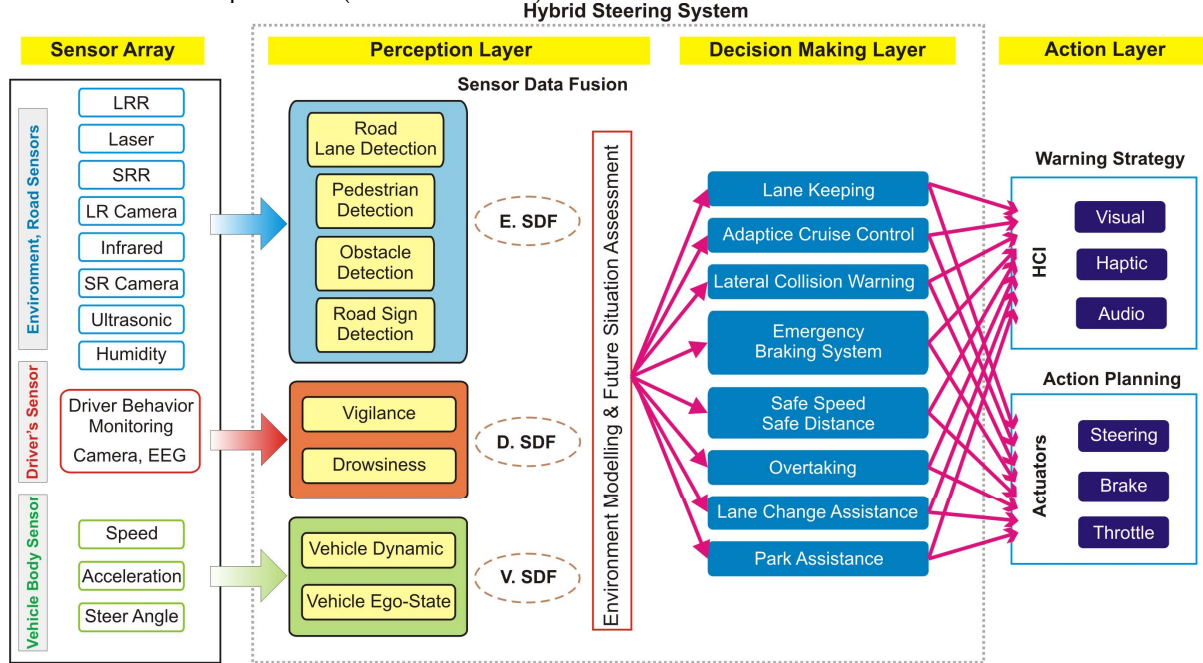 Hybrid Steering System
Sensor Array
Perception Layer
Decision Making Layer
Action Layer
Sensor Data Fusion
Environment, Road Sensors
LRR
Laser
SRR
LR Camera
Infrared
SR Camera
Ultrasonic
Humidity
Driver's Sensor
Driver Behavior
Monitoring
Camera, EEG
Vehicle Body Sensor
Speed
Acceleration
Steer Angle
Road
Lane Detection
Pedestrian
Detection
Obstacle
Detection
Road Sign
Detection
Vigilance
Drowsiness
Vehicle Dynamic
Vehicle Ego-State
E. SDF
D. SDF
V. SDF
Environment Modelling & Future Situation Assessment
Lane Keeping
Adaptice Cruise Control
Lateral Collision Warning
Emergency
Braking System
Safe Speed
Safe Distance
Overtaking
Lane Change Assistance
Park Assistance
Warning Strategy
HCI
Visual
Haptic
Audio
Action Planning
Actuators
Steering
Brake
Throttle